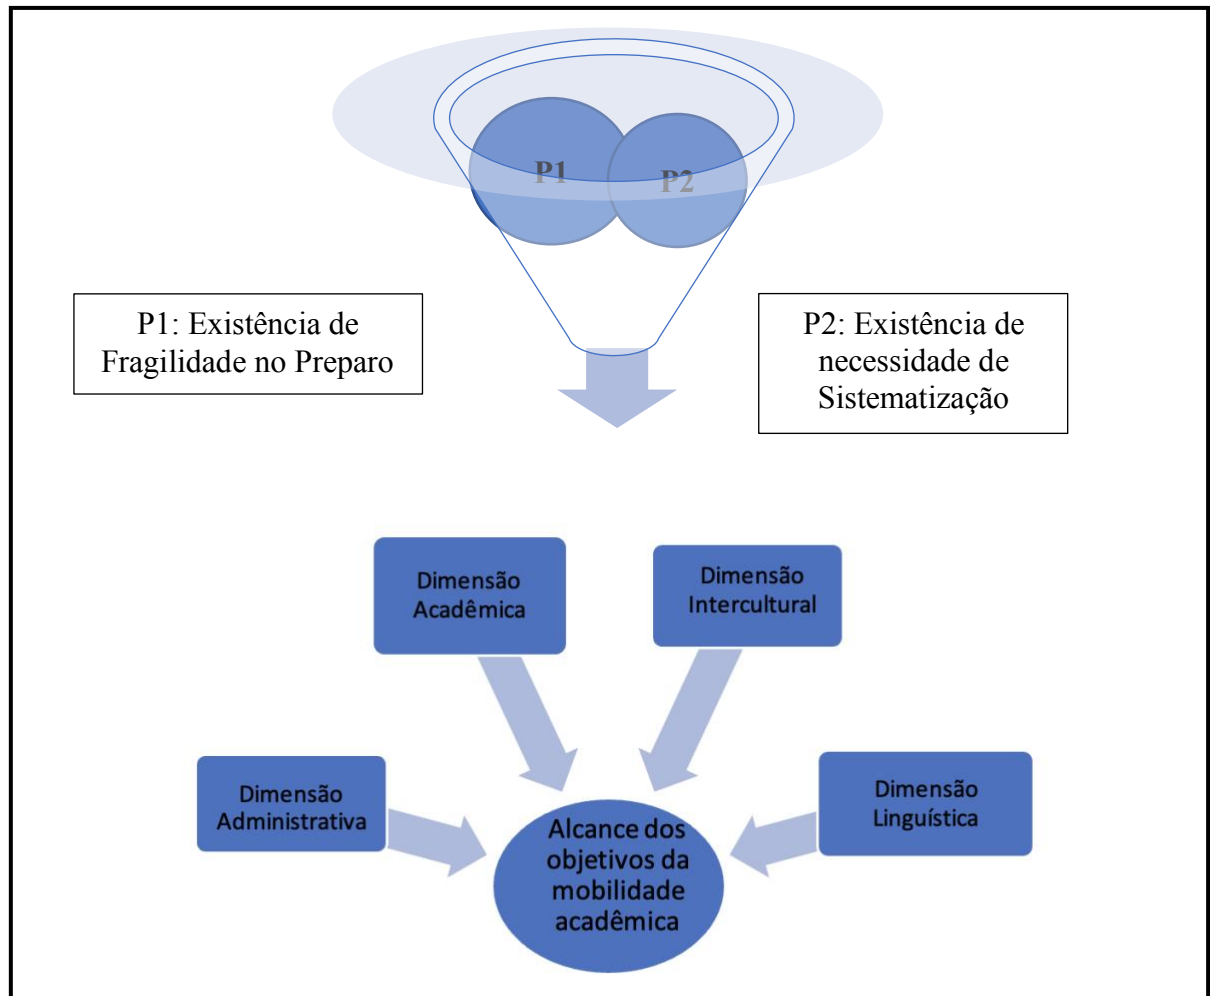 P1
P2
P1: Existência de
Fragilidade no Preparo
P2: Existência de
necessidade de
Sistematização
Dimensão
Acadêmica
Dimensão
Intercultural
Dimensão
Administrativa
Dimensão
Linguística
Alcance dos
objetivos da
mobilidade
acadêmica